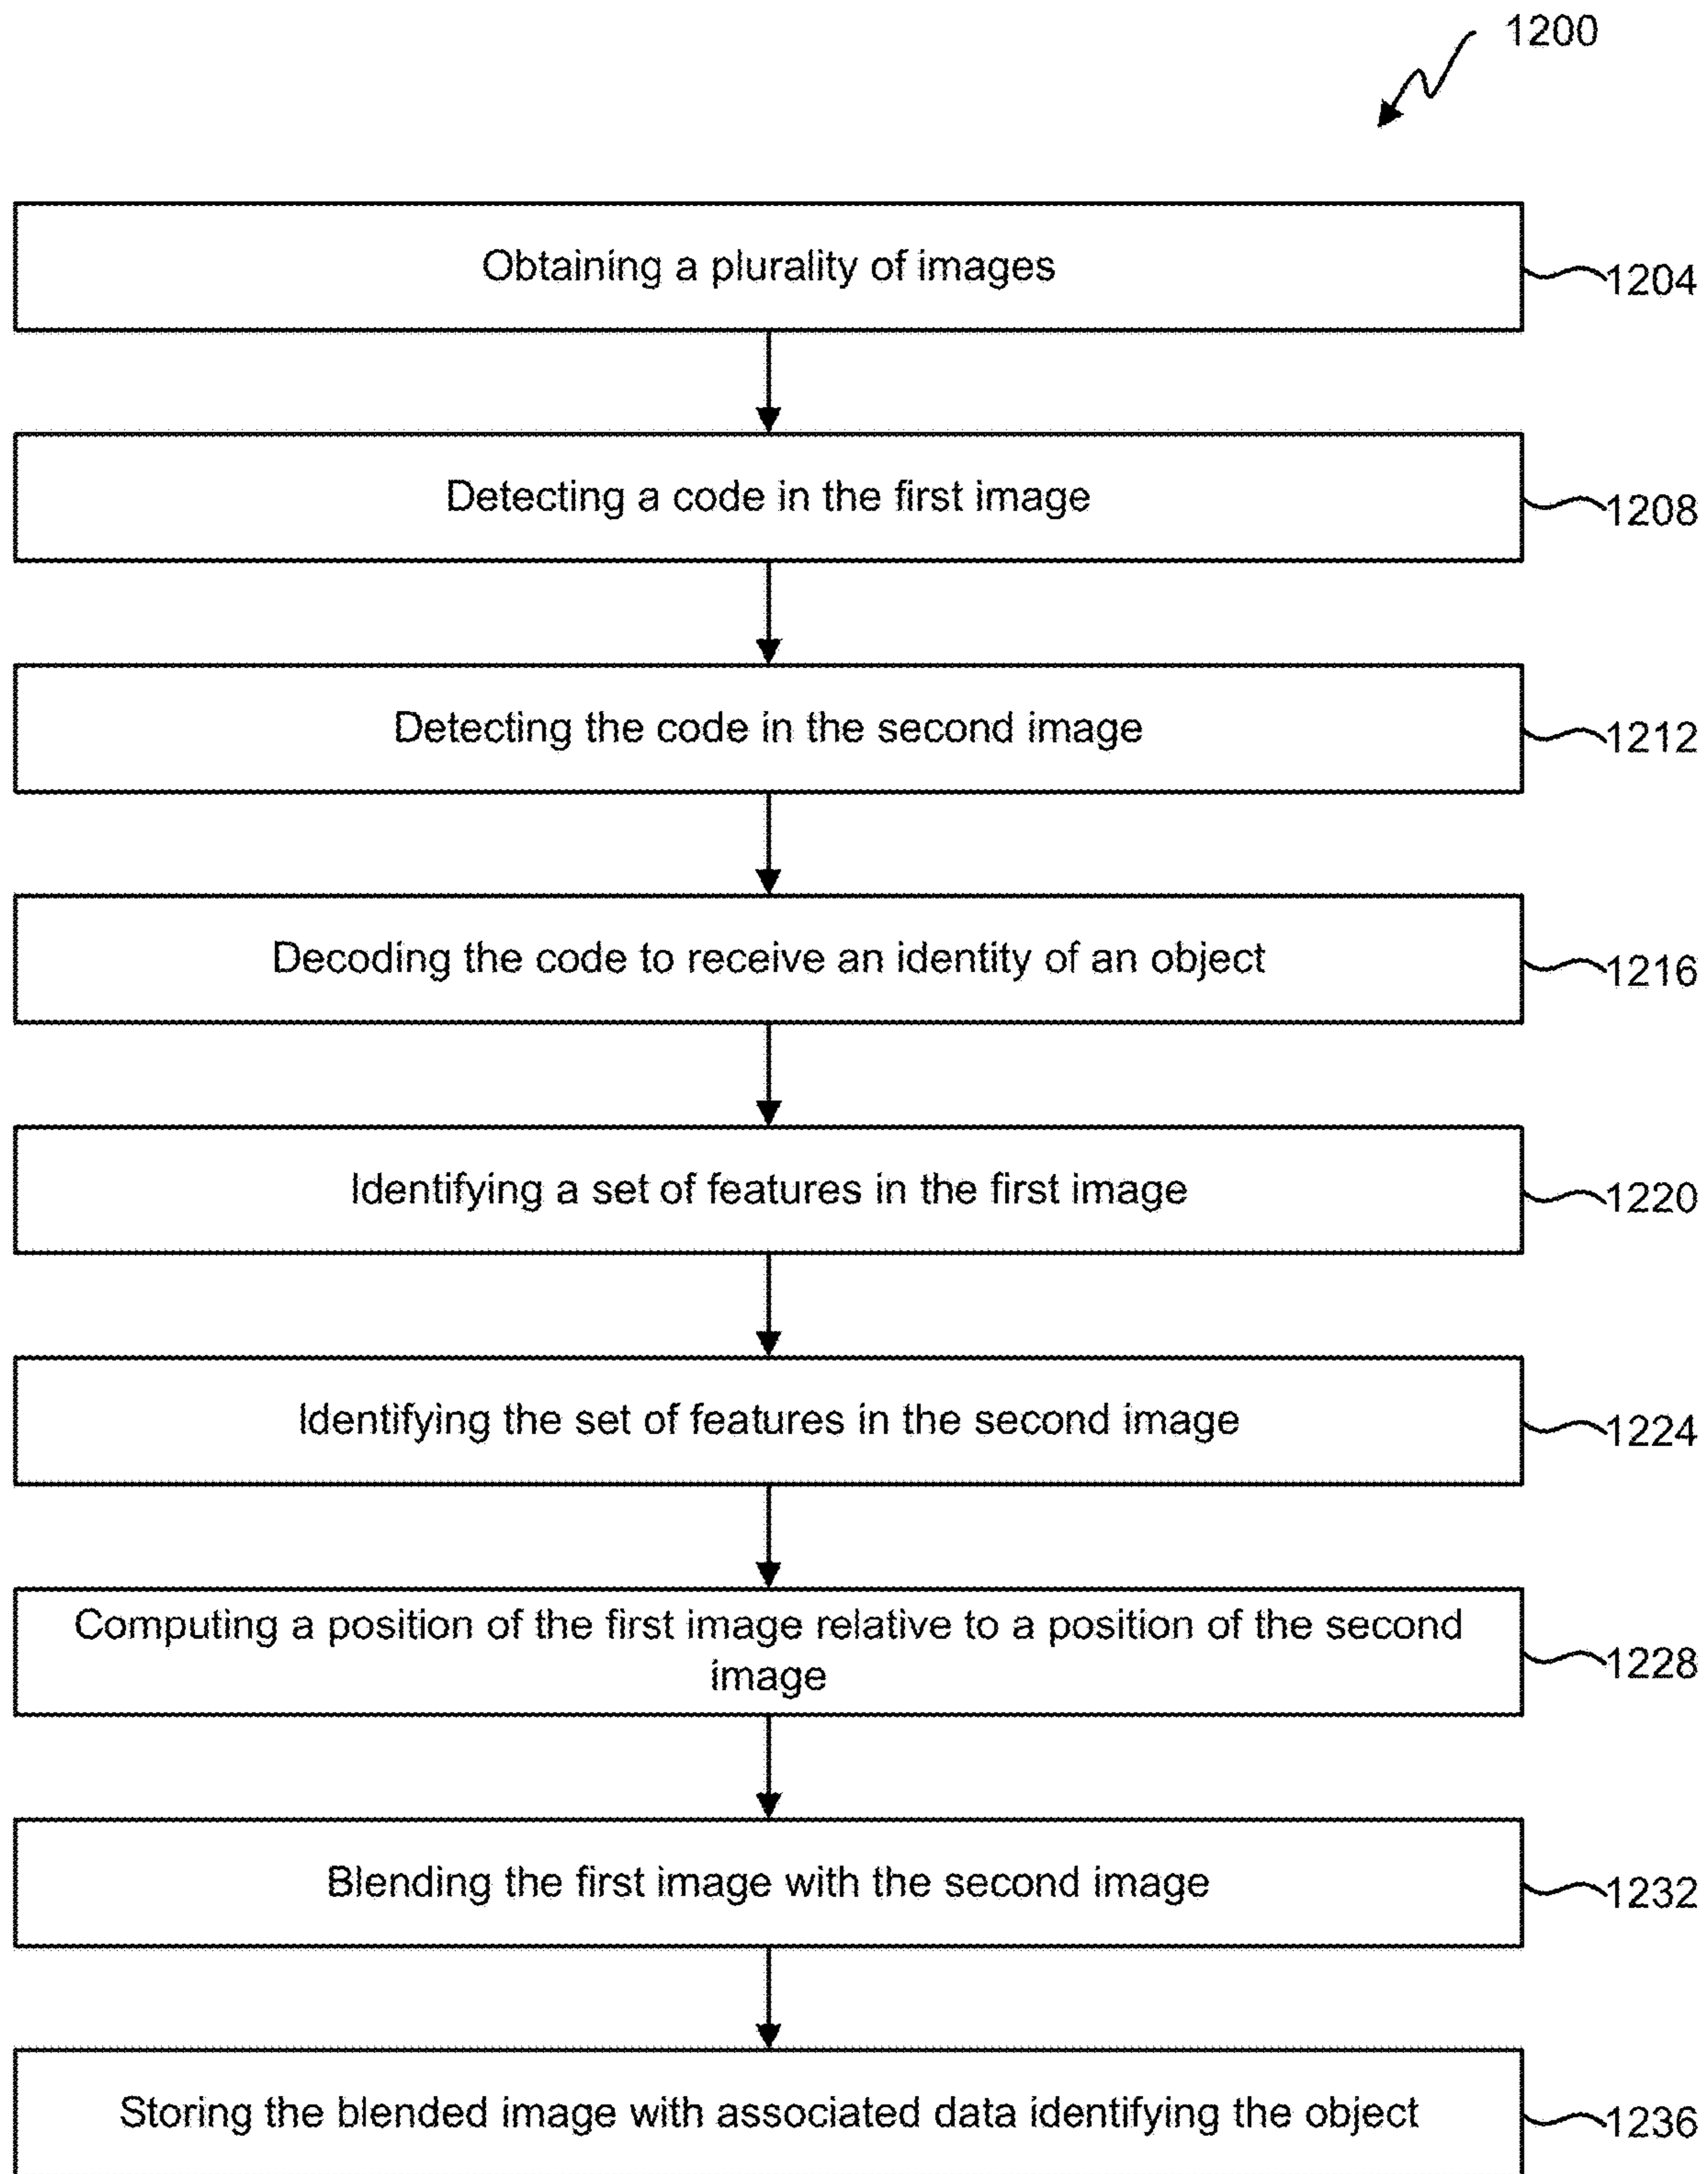 1200
Obtaining a plurality of images
1204
Detecting a code in the first image
1208
Detecting the code in the second image
1212
Decoding the code to receive an identity of an object
1216
Identifying a set of features in the first image
1220
Identifying the set of features in the second image
1224
Computing a position of the first image relative to a position of the second
image
1228
Blending the first image with the second image
1232
Storing the blended image with associated data identifying the object
1236